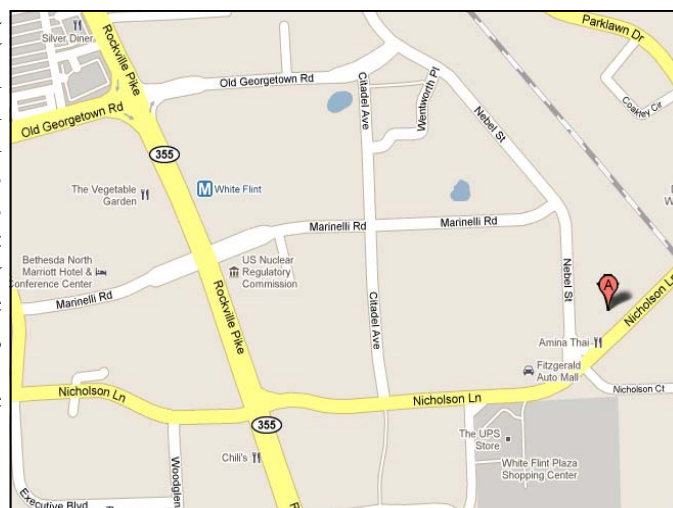 Silver Diner
Rockville Pike
Parklawn Dr
Old Georgetown Rd
Citadel Ave
Wentworth Pl
Nebel St
Coakley Cir
Old Georgetown Rd
355
The Vegetable
Garden
M
White Flint
Marinelli Rd
Marinelli Rd
Bethesda North
Marriott Hotel &
Conference Center
US Nuclear
Regulatory
Commission
Marinelli Rd
Rockville Pike
Citadel Ave
Nebel St
A
Nicholson Ln
Amina Thai
Fitzgerald
Auto Mall
Nicholson Ct
Nicholson Ln
Nicholson Ln
355
The UPS
Store
Chili's
Woodglen
White Flint Plaza
Shopping Center
Executive Blvd